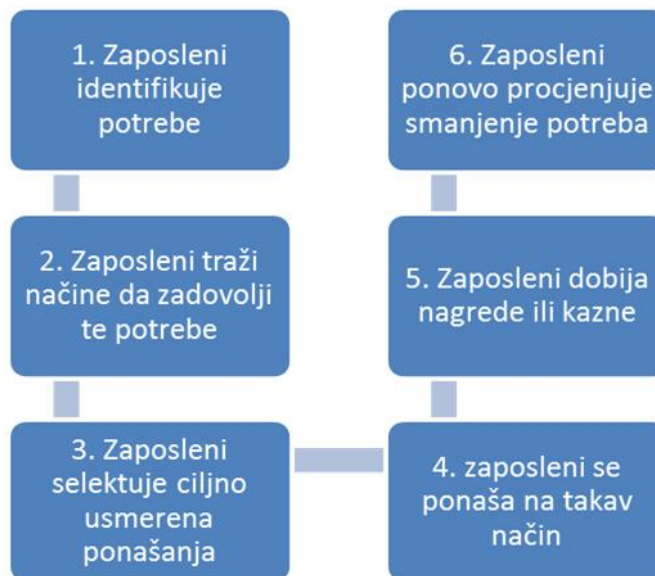 1. Zaposleni
identifikuje
potrebe
2. Zaposleni traži
načine da zadovolji
te potrebe
3. Zaposleni
selektuje ciljno
usmerena
ponašanja
4. zaposleni se
ponaša na takav
način
5. Zaposleni dobija
nagrede ili kazne
6. Zaposleni
ponovo procjenjuje
smanjenje potreba